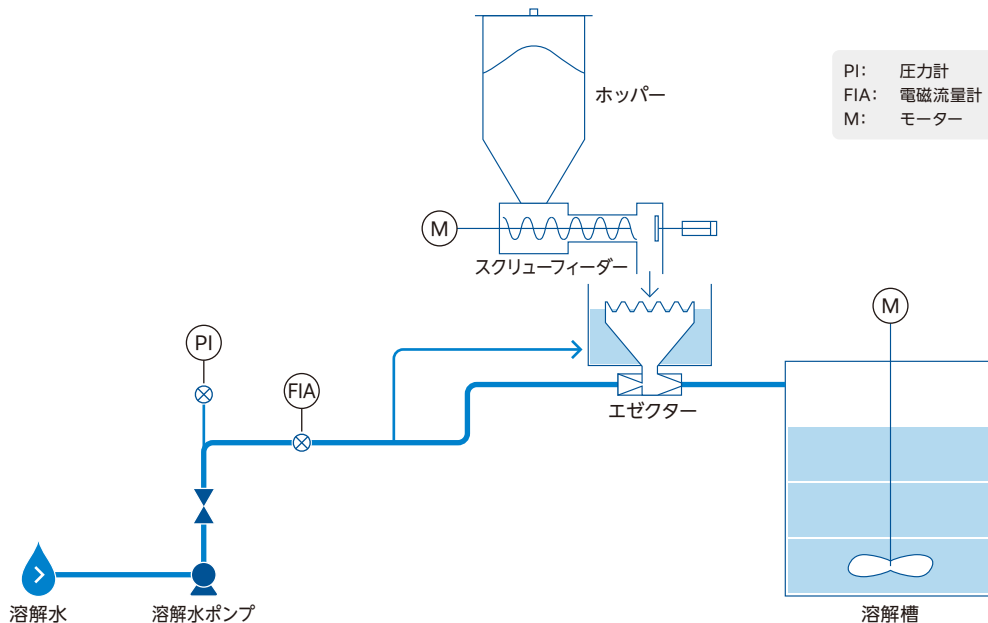 ホッパー
PI: 圧力計
FIA: 電磁流量計
M: モーター
M
スクリューフィーダー
M
PI
FIA
エゼクター
溶解水
溶解水ポンプ
溶解槽